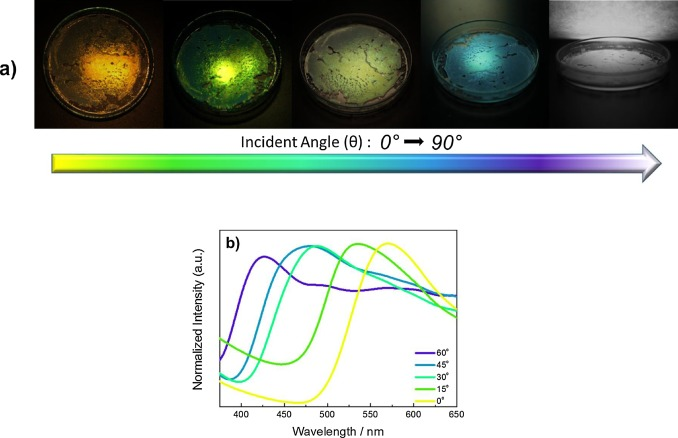 a)
Incident Angle (θ) : 0° ➡ 90°
b)
Normalized Intensity (a.u.)
60°
45°
30°
15°
0°
400 450 500 550 600 650
Wavelength / nm